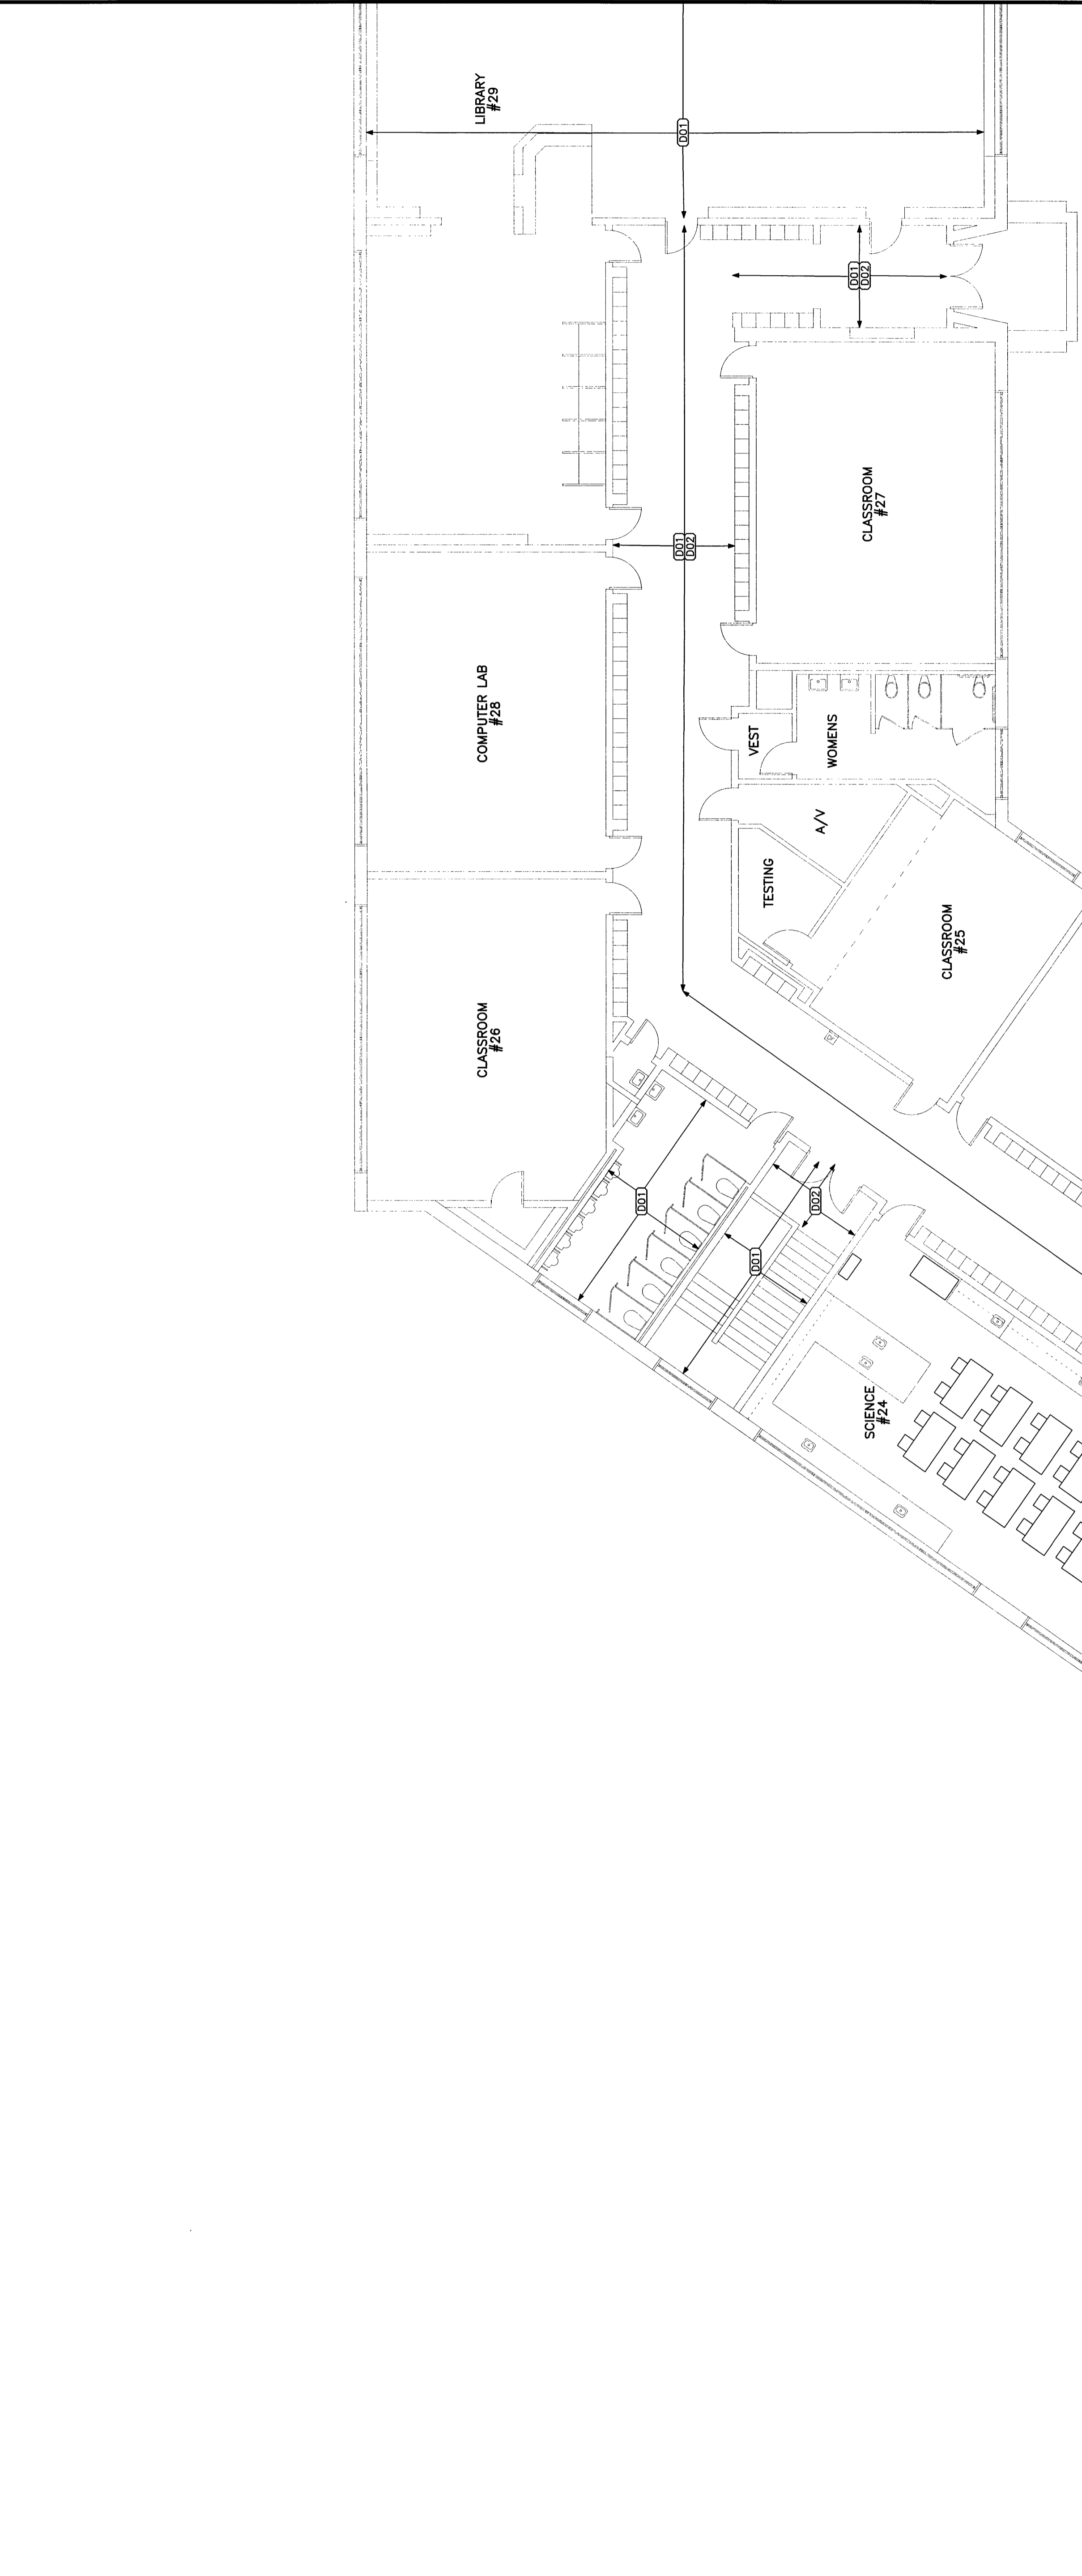 LIBRARY
#29
D01
D01
D02
CLASSROOM
#27
D01
D02
COMPUTER LAB
#28
VEST
WOMENS
A/V
TESTING
CLASSROOM
#25
CLASSROOM
#26
D01
D02
D01
SCIENCE
#24